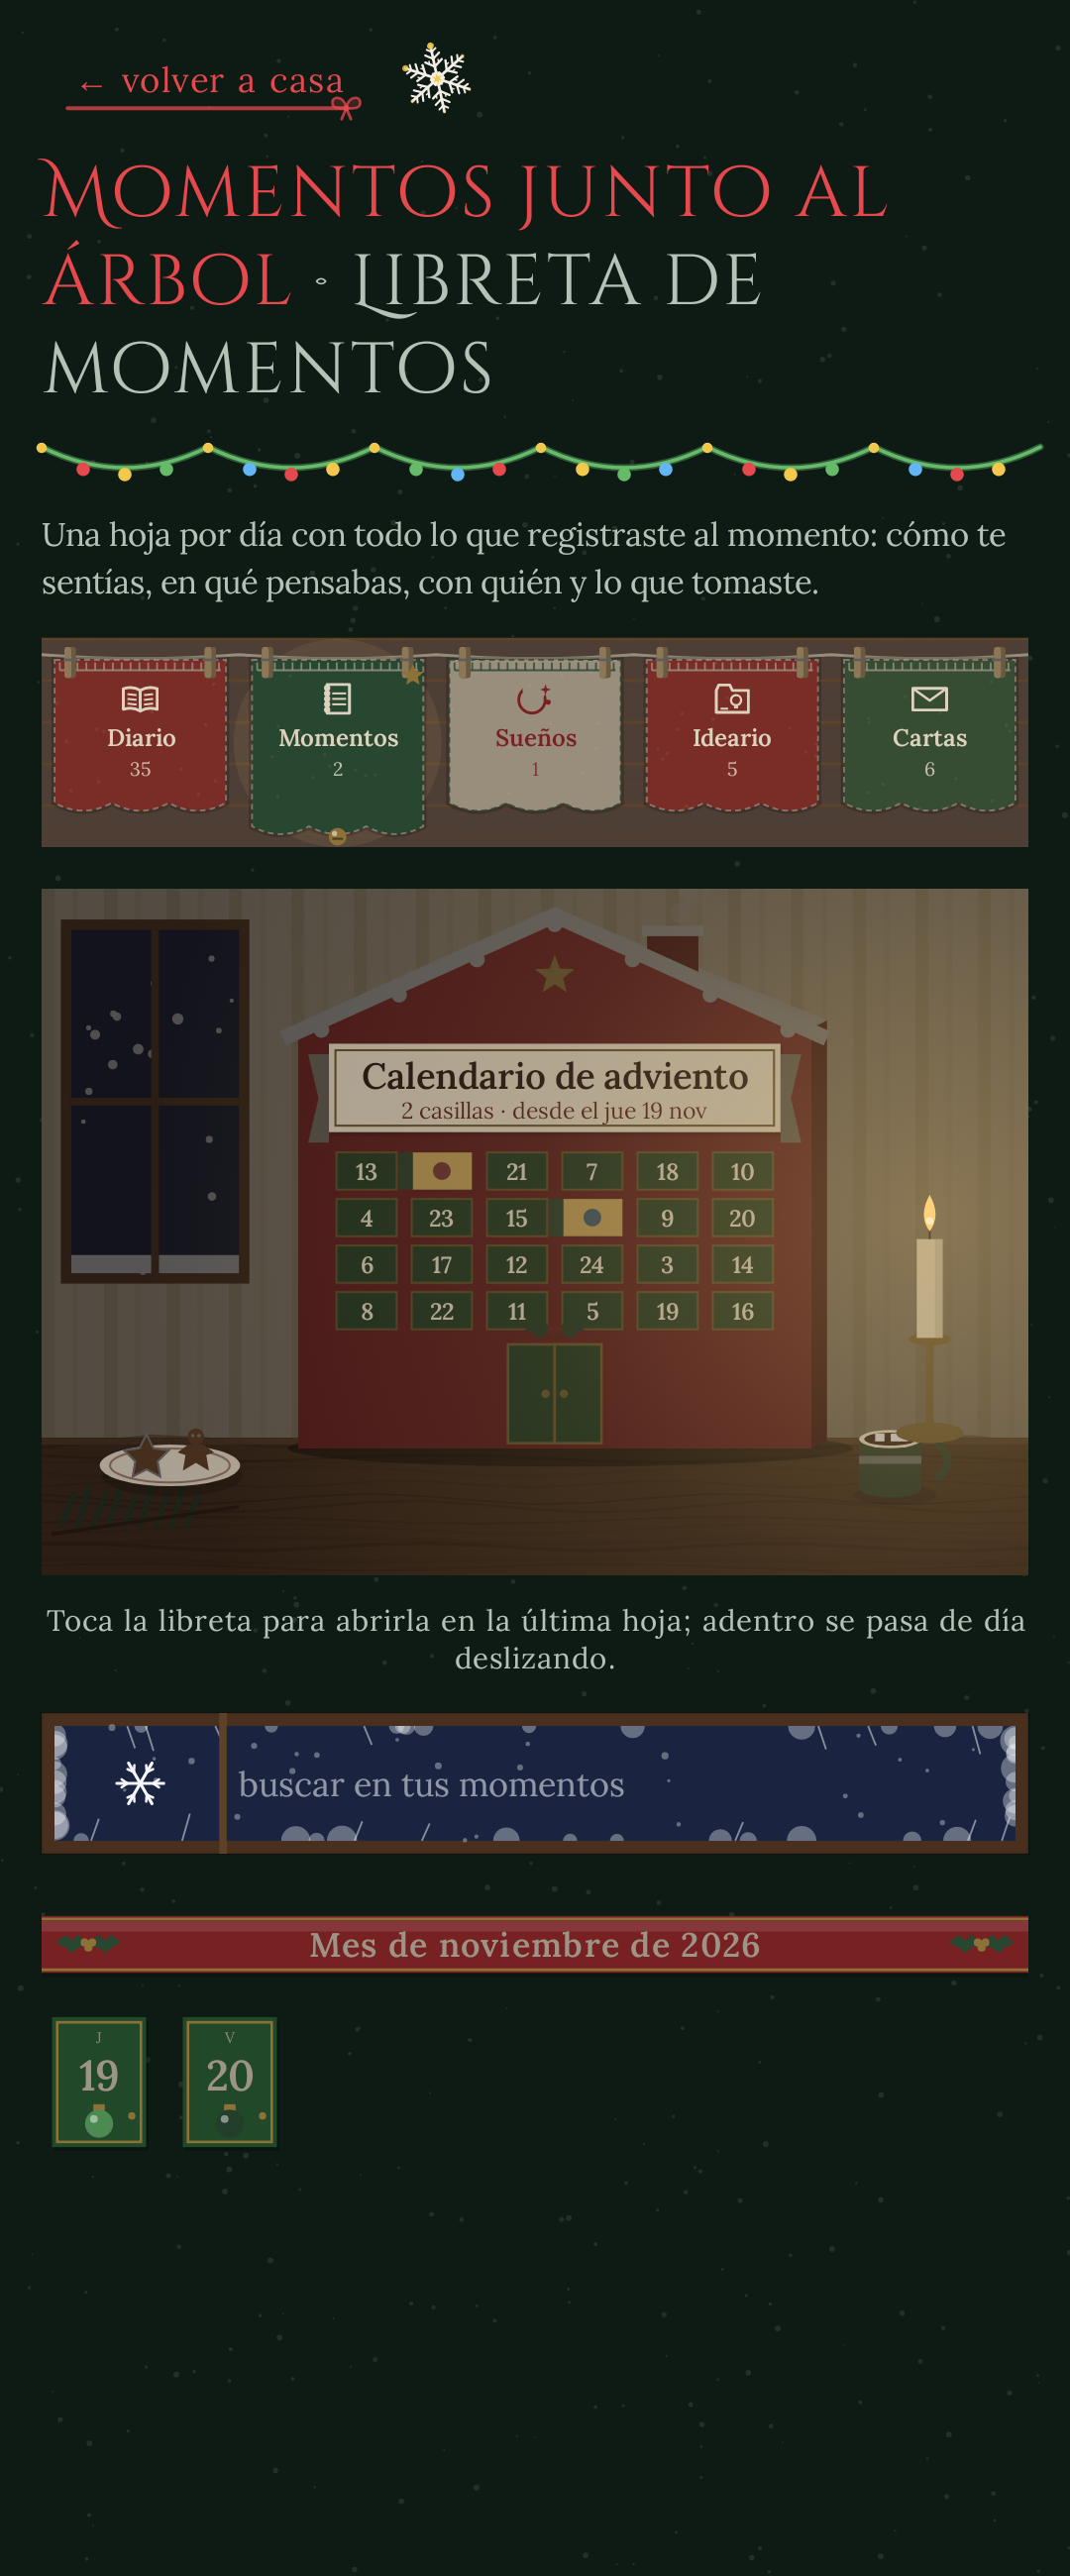 ← volver a casa
Momentos junto al
árbol · Libreta de
momentos
Una hoja por día con todo lo que registraste al momento: cómo te
sentías, en qué pensabas, con quién y lo que tomaste.
Diario
35
Momentos
2
Sueños
1
Ideario
5
Cartas
6
Calendario de adviento
2 casillas · desde el jue 19 nov
13 21 7 18 10
4 23 15 9 20
6 17 12 24 3 14
8 22 11 5 19 16
Toca la libreta para abrirla en la última hoja; adentro se pasa de día
deslizando.
buscar en tus momentos
Mes de noviembre de 2026
J
19
V
20